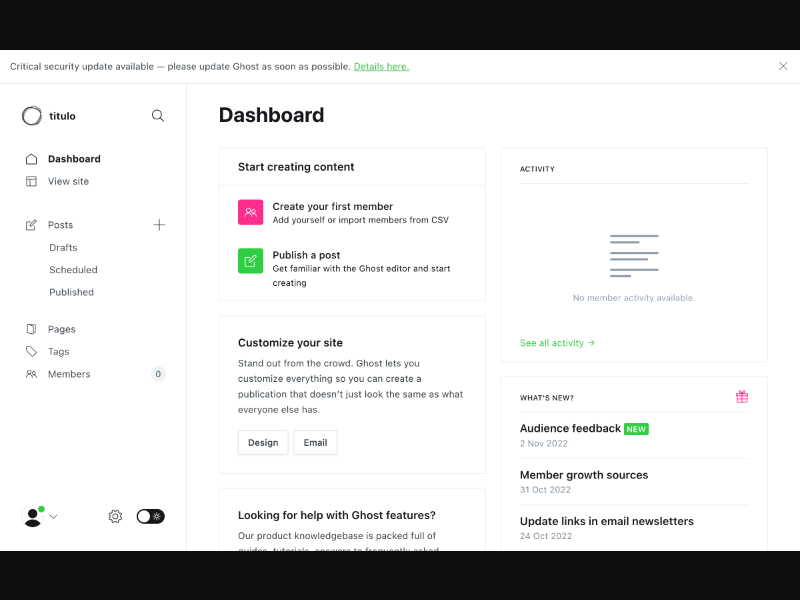 Critical security update available — please update Ghost as soon as possible. Details here.
titulo
Dashboard
View site
Posts
Drafts
Scheduled
Published
Pages
Tags
Members 0
Dashboard
Start creating content
Create your first member
Add yourself or import members from CSV
Publish a post
Get familiar with the Ghost editor and start
creating
Customize your site
Stand out from the crowd. Ghost lets you
customize everything so you can create a
publication that doesn't just look the same as what
everyone else has.
Design Email
Looking for help with Ghost features?
Our product knowledgebase is packed full of
guides, tutorials, answers to frequently asked
ACTIVITY
No member activity available.
See all activity →
WHAT'S NEW?
Audience feedback NEW
2 Nov 2022
Member growth sources
31 Oct 2022
Update links in email newsletters
24 Oct 2022